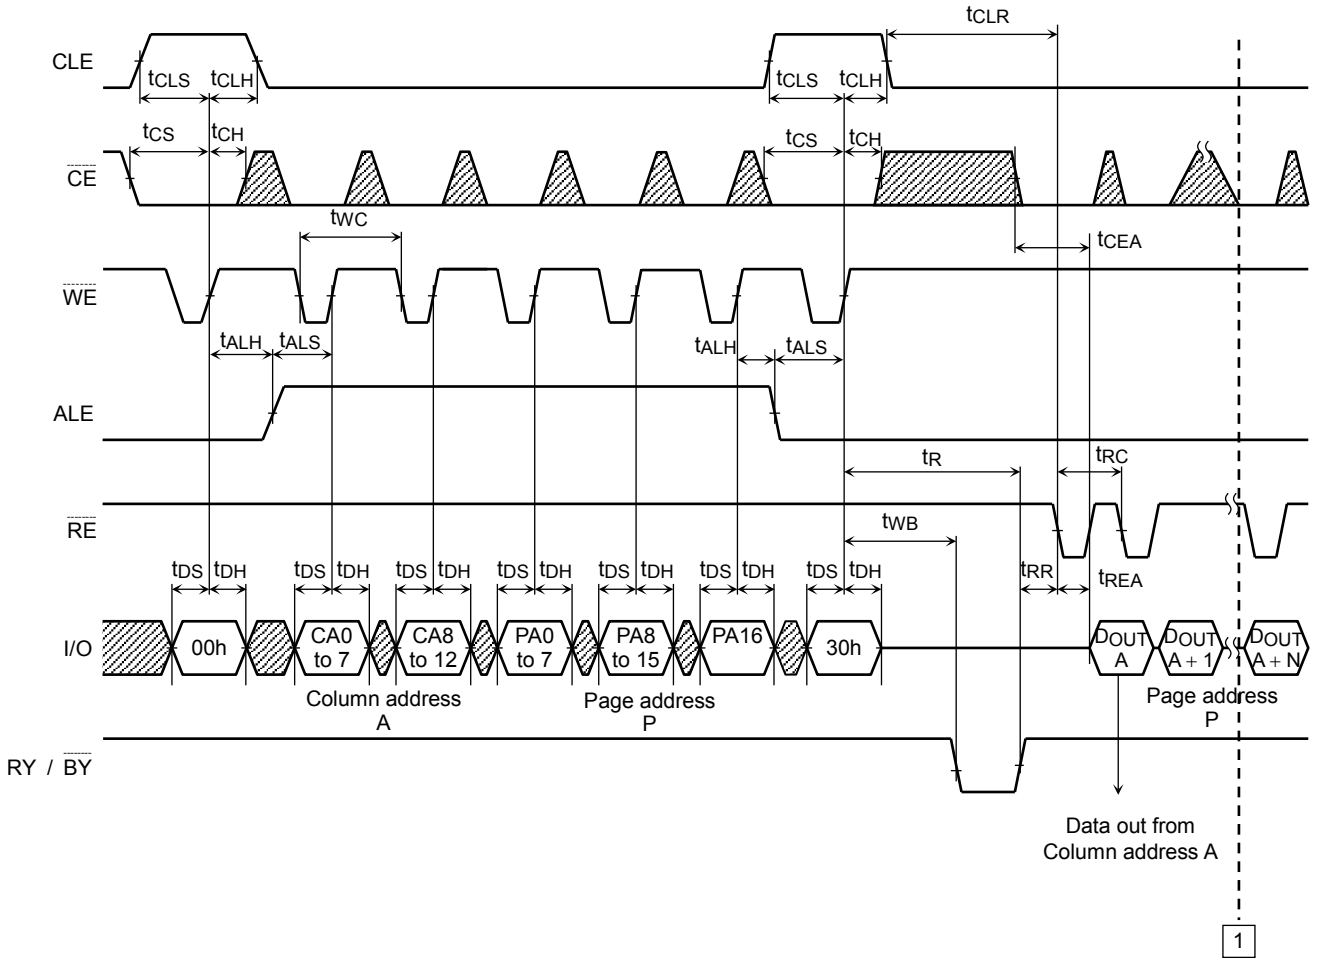 tCLR
CLE
tCLS tCLH tCLS tCLH
tCS tCH tCS tCH
CE
tWC
tCEA
WE
tALH tALS tALH tALS
ALE
tR tRC
RE
tWB
tDS tDH tDS tDH tDS tDH tDS tDH tDS tDH tDS tDH tDS tDH tRR tREA
I/O 00h CA0 to 7 CA8 to 12 PA0 to 7 PA8 to 15 PA16 30h DOUT A DOUT A + 1 DOUT A + N
Column address A
Page address P
Page address P
RY / BY
Data out from
Column address A
1